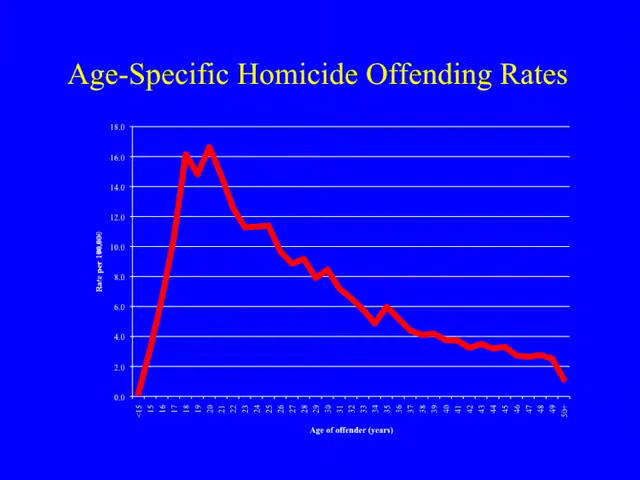 Age-Specific Homicide Offending Rates
18.0
16.0
14.0
12.0
10.0
8.0
6.0
4.0
2.0
0.0
Rate per 100,000
<15 15 16 17 18 19 20 21 22 23 24 25 26 27 28 29 30 31 32 33 34 35 36 37 38 39 40 41 42 43 44 45 46 47 48 49 50+
Age of offender (years)